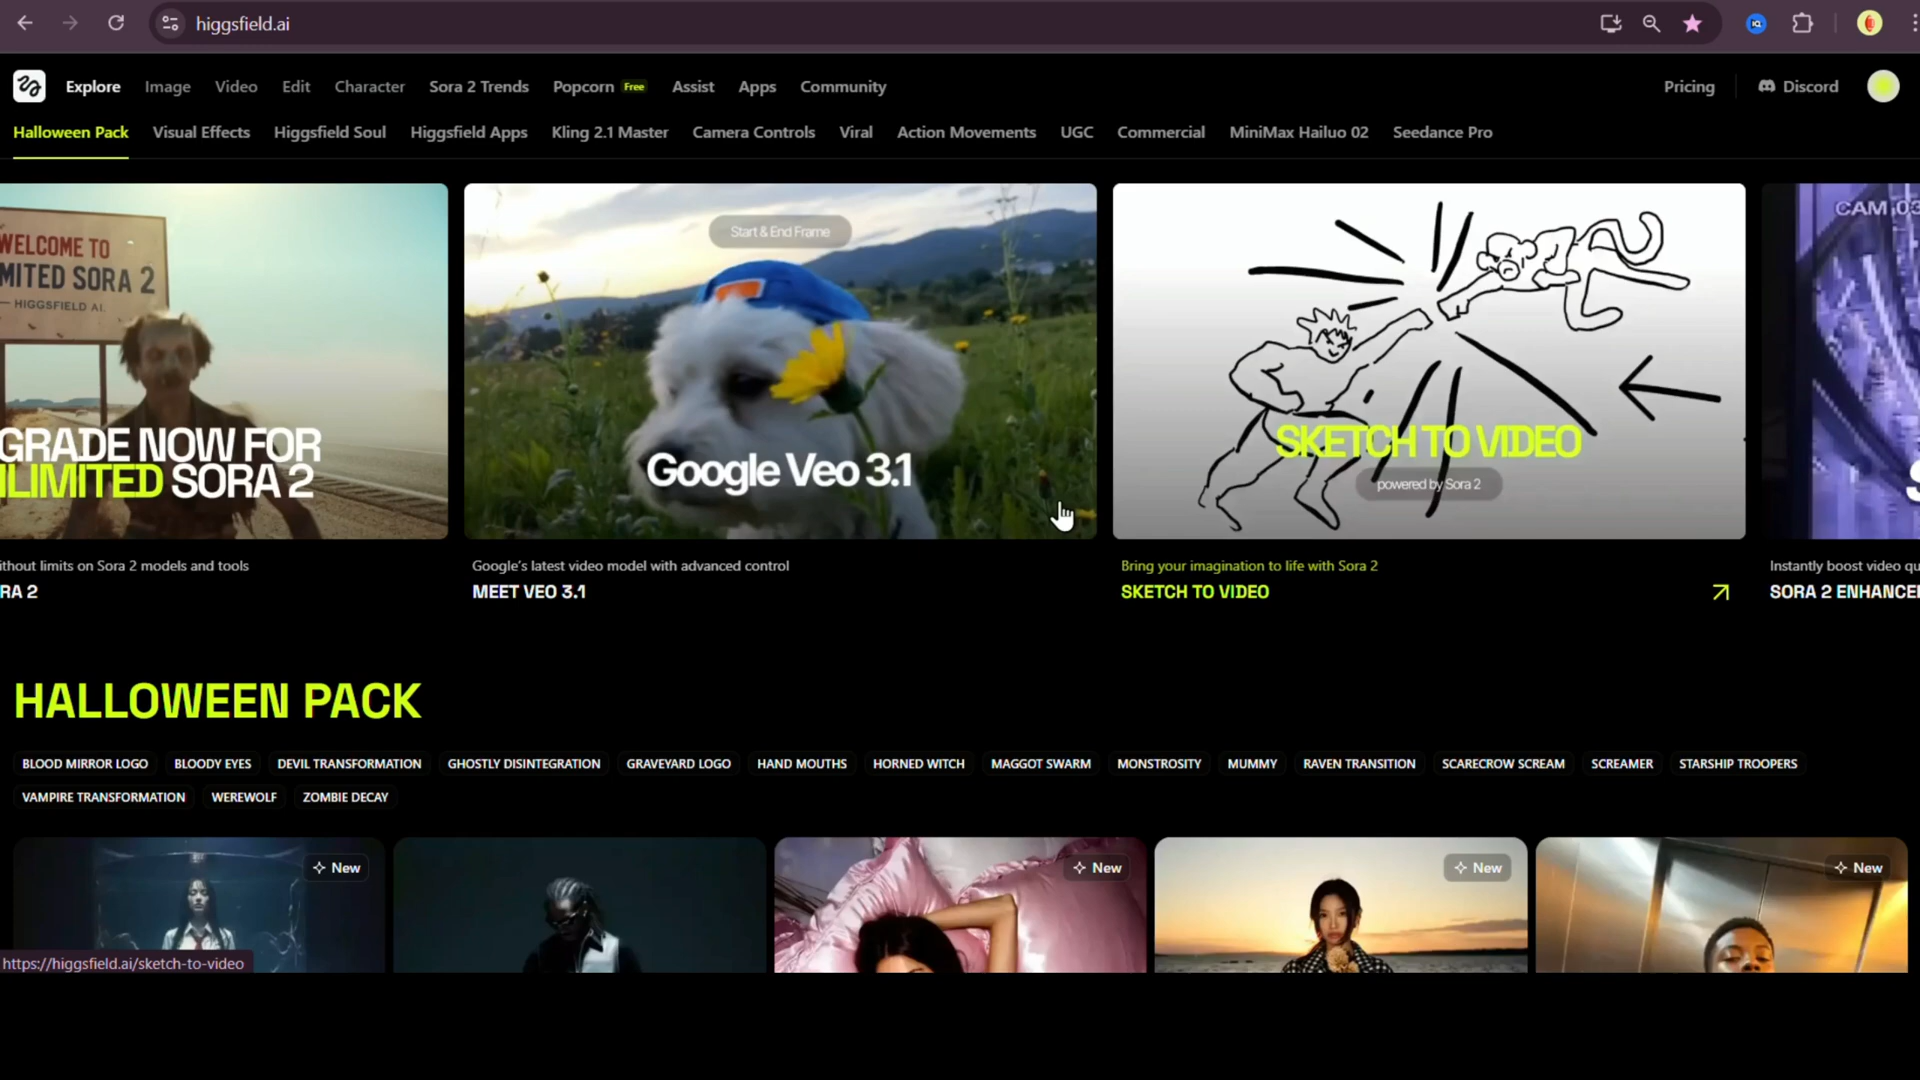 higgsfield.ai
Explore Image Video Edit Character Sora 2 Trends Popcorn Free Assist Apps Community Pricing Discord
Halloween Pack Visual Effects Higgsfield Soul Higgsfield Apps Kling 2.1 Master Camera Controls Viral Action Movements UGC Commercial MiniMax Hailuo 02 Seedance Pro
WELCOME TO
MITED SORA 2
HIGGSFIELD AI.
GRADE NOW FOR
LIMITED SORA 2
ithout limits on Sora 2 models and tools
RA 2
Start & End Frame
Google Veo 3.1
Google's latest video model with advanced control
MEET VEO 3.1
SKETCH TO VIDEO
powered by Sora 2
Bring your imagination to life with Sora 2
SKETCH TO VIDEO
CAM 03
Instantly boost video qu
SORA 2 ENHANCE
HALLOWEEN PACK
BLOOD MIRROR LOGO BLOODY EYES DEVIL TRANSFORMATION GHOSTLY DISINTEGRATION GRAVEYARD LOGO HAND MOUTHS HORNED WITCH MAGGOT SWARM MONSTROSITY MUMMY RAVEN TRANSITION SCARECROW SCREAM SCREAMER STARSHIP TROOPERS
VAMPIRE TRANSFORMATION WEREWOLF ZOMBIE DECAY
New
New
New
New
https://higgsfield.ai/sketch-to-video